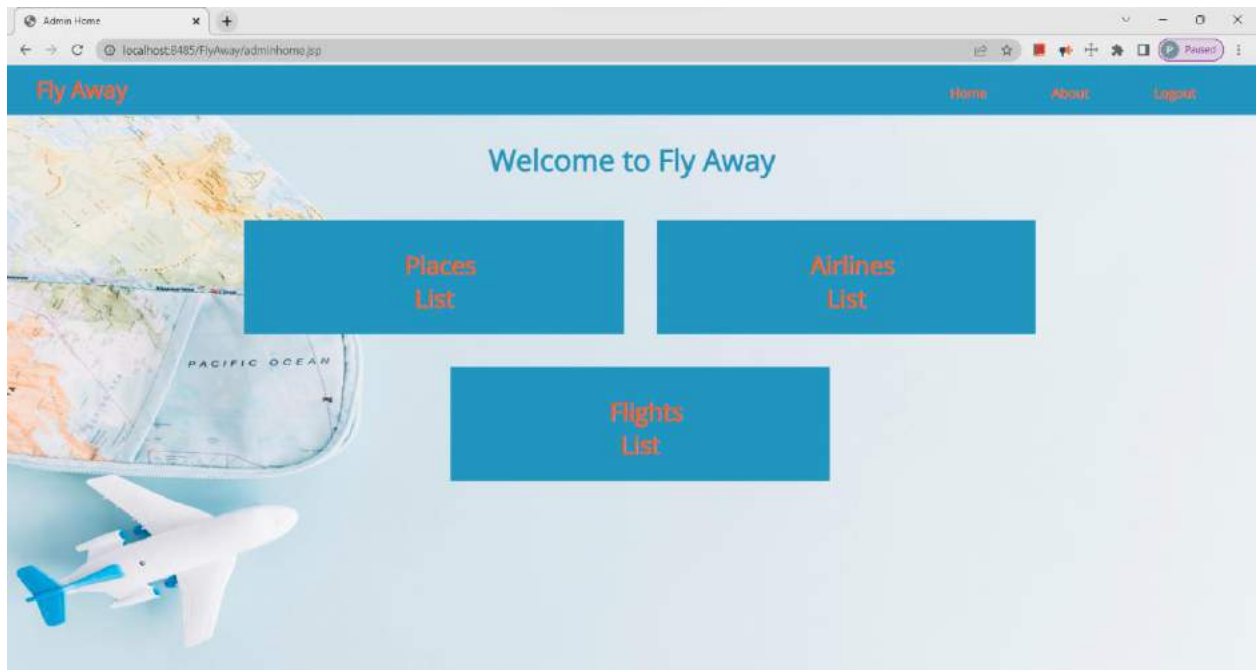 Admin Home
localhost:8485/FlyAway/adminhome.jsp
P Paused
Fly Away
Home About Logout
Welcome to Fly Away
Places
List
Airlines
List
PACIFIC OCEAN
Flights
List